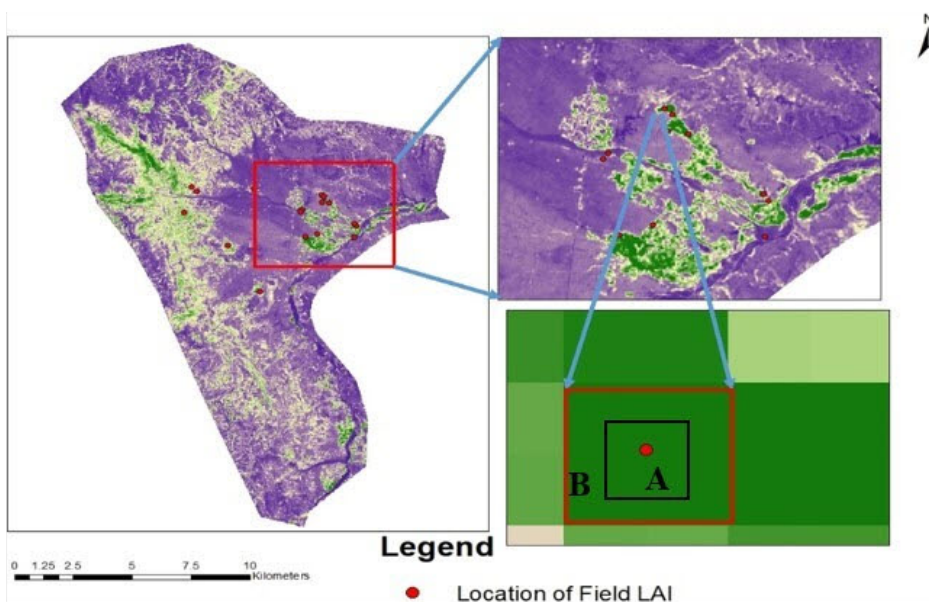 N
B
A
Legend
0 1.25 2.5 5 7.5 10
Kilometers
Location of Field LAI